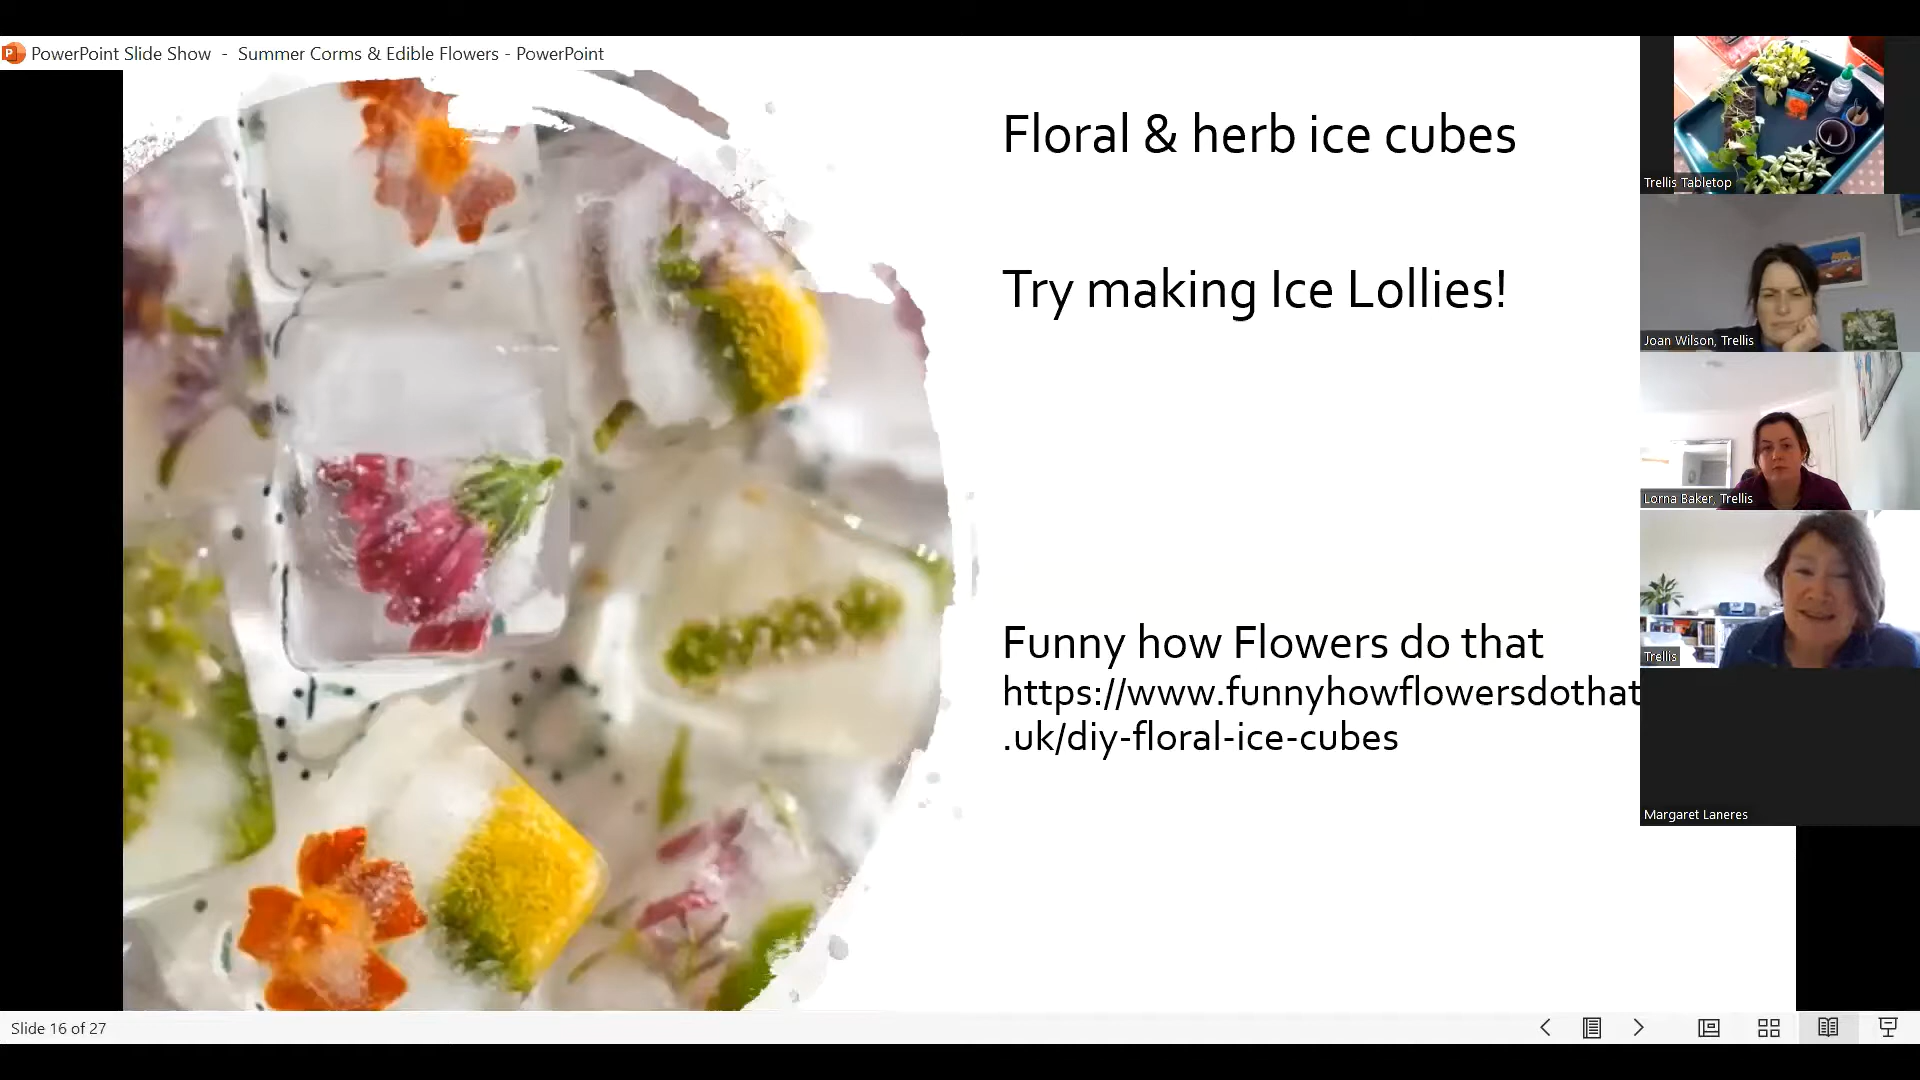 PowerPoint Slide Show - Summer Corms & Edible Flowers - PowerPoint
Floral & herb ice cubes
Try making Ice Lollies!
Funny how Flowers do that
https://www.funnyhowflowersdothat
.uk/diy-floral-ice-cubes
Trellis Tabletop
Joan Wilson, Trellis
Lorna Baker, Trellis
Trellis
Margaret Laneres
Slide 16 of 27